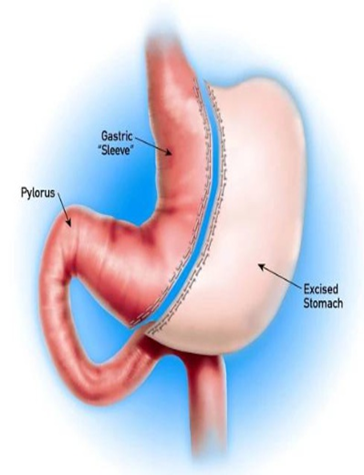 Gastric
"Sleeve"
Pylorus
Excised
Stomach